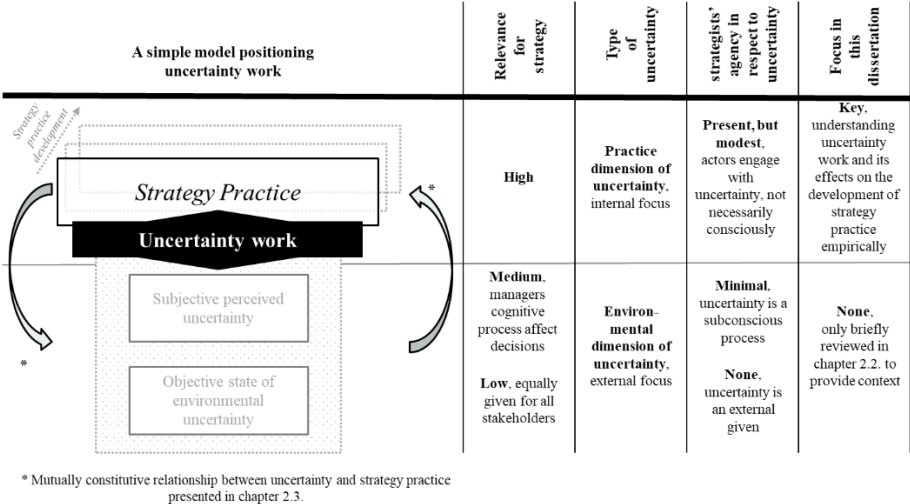 A simple model positioning
uncertainty work
Relevance
for
strategy
Type
of
uncertainty
strategists'
agency in
respect to
uncertainty
Focus in
this
dissertation
Strategy
practice
development
Strategy Practice
*
Uncertainty work
High
Practice
dimension of
uncertainty,
internal focus
Present, but
modest,
actors engage
with
uncertainty, not
necessarily
consciously
Key,
understanding
uncertainty
work and its
effects on the
development of
strategy
practice
empirically
Subjective perceived
uncertainty
*
Objective state of
environmental
uncertainty
Medium,
managers
cognitive
process affect
decisions
Low, equally
given for all
stakeholders
Environ-
mental
dimension of
uncertainty,
external focus
Minimal,
uncertainty is a
subconscious
process
None,
uncertainty is
an external
given
None,
only briefly
reviewed in
chapter 2.2. to
provide context
* Mutually constitutive relationship between uncertainty and strategy practice
presented in chapter 2.3.